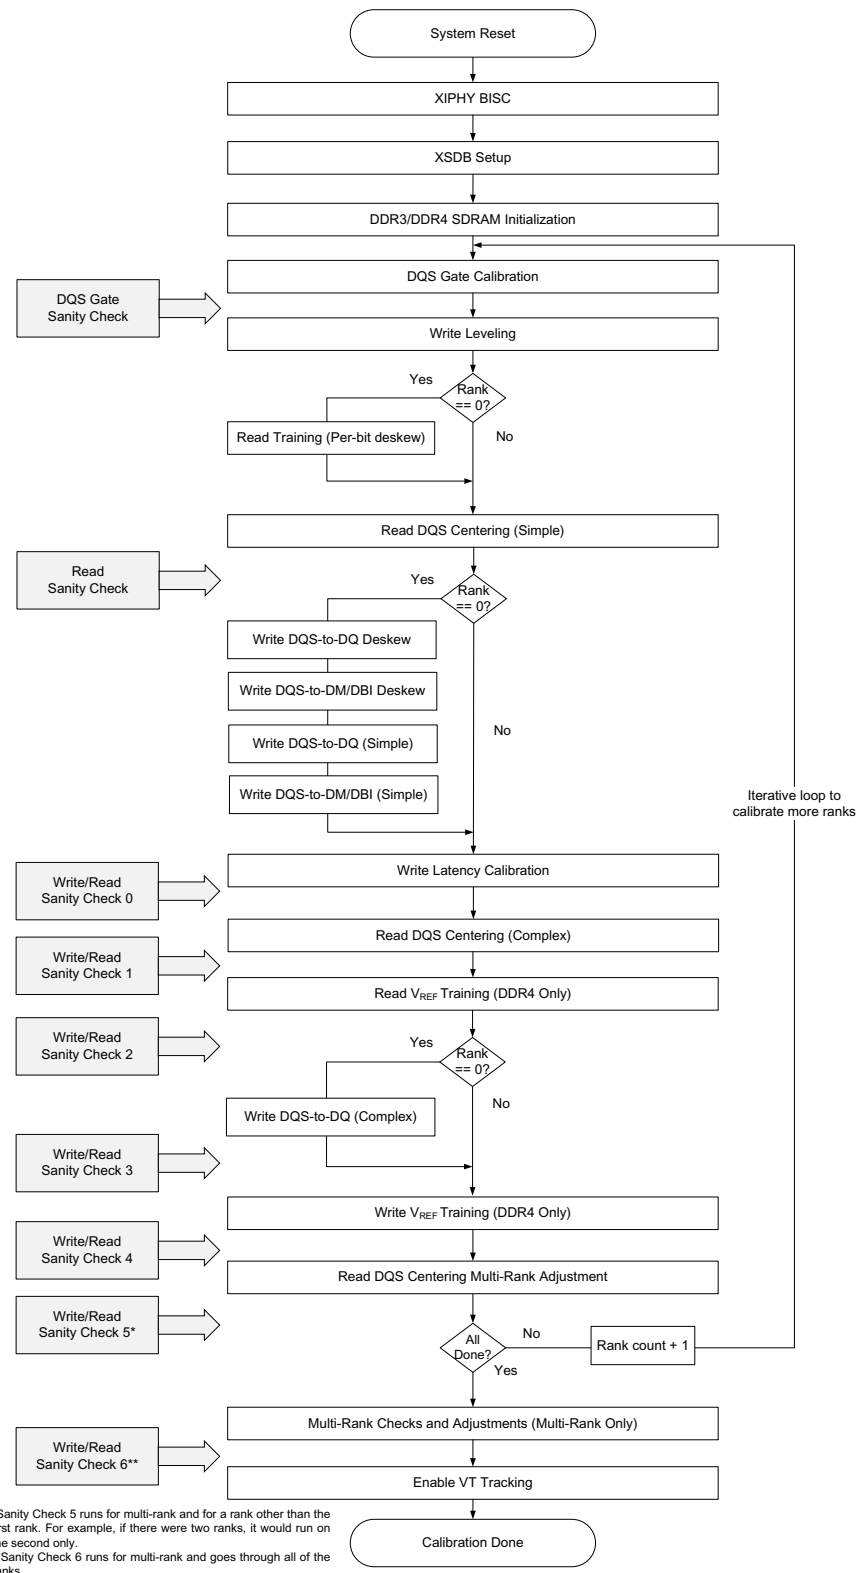 System Reset
XIPHY BISC
XSDB Setup
DDR3/DDR4 SDRAM Initialization
DQS Gate Calibration
DQS Gate
Sanity Check
Write Leveling
Yes
Rank
== 0?
Read Training (Per-bit deskew)
No
Read DQS Centering (Simple)
Read
Sanity Check
Yes
Rank
== 0?
Write DQS-to-DQ Deskew
Write DQS-to-DM/DBI Deskew
No
Write DQS-to-DQ (Simple)
Write DQS-to-DM/DBI (Simple)
Iterative loop to
calibrate more ranks
Write Latency Calibration
Write/Read
Sanity Check 0
Read DQS Centering (Complex)
Write/Read
Sanity Check 1
Read VREF Training (DDR4 Only)
Write/Read
Sanity Check 2
Yes
Rank
== 0?
No
Write DQS-to-DQ (Complex)
Write/Read
Sanity Check 3
Write VREF Training (DDR4 Only)
Write/Read
Sanity Check 4
Read DQS Centering Multi-Rank Adjustment
Write/Read
Sanity Check 5*
All
Done?
No
Rank count + 1
Yes
Multi-Rank Checks and Adjustments (Multi-Rank Only)
Write/Read
Sanity Check 6**
Enable VT Tracking
Sanity Check 5 runs for multi-rank and for a rank other than the
rank. For example, if there were two ranks, it would run on
second only.
Sanity Check 6 runs for multi-rank and goes through all of the
Calibration Done